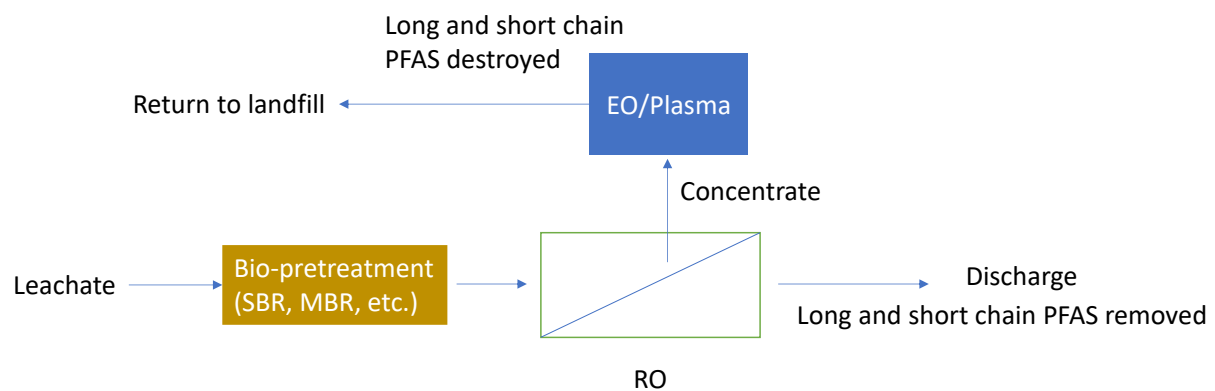 Long and short chain
PFAS destroyed
Return to landfill
EO/Plasma
Concentrate
Leachate
Bio-pretreatment
(SBR, MBR, etc.)
Discharge
Long and short chain PFAS removed
RO